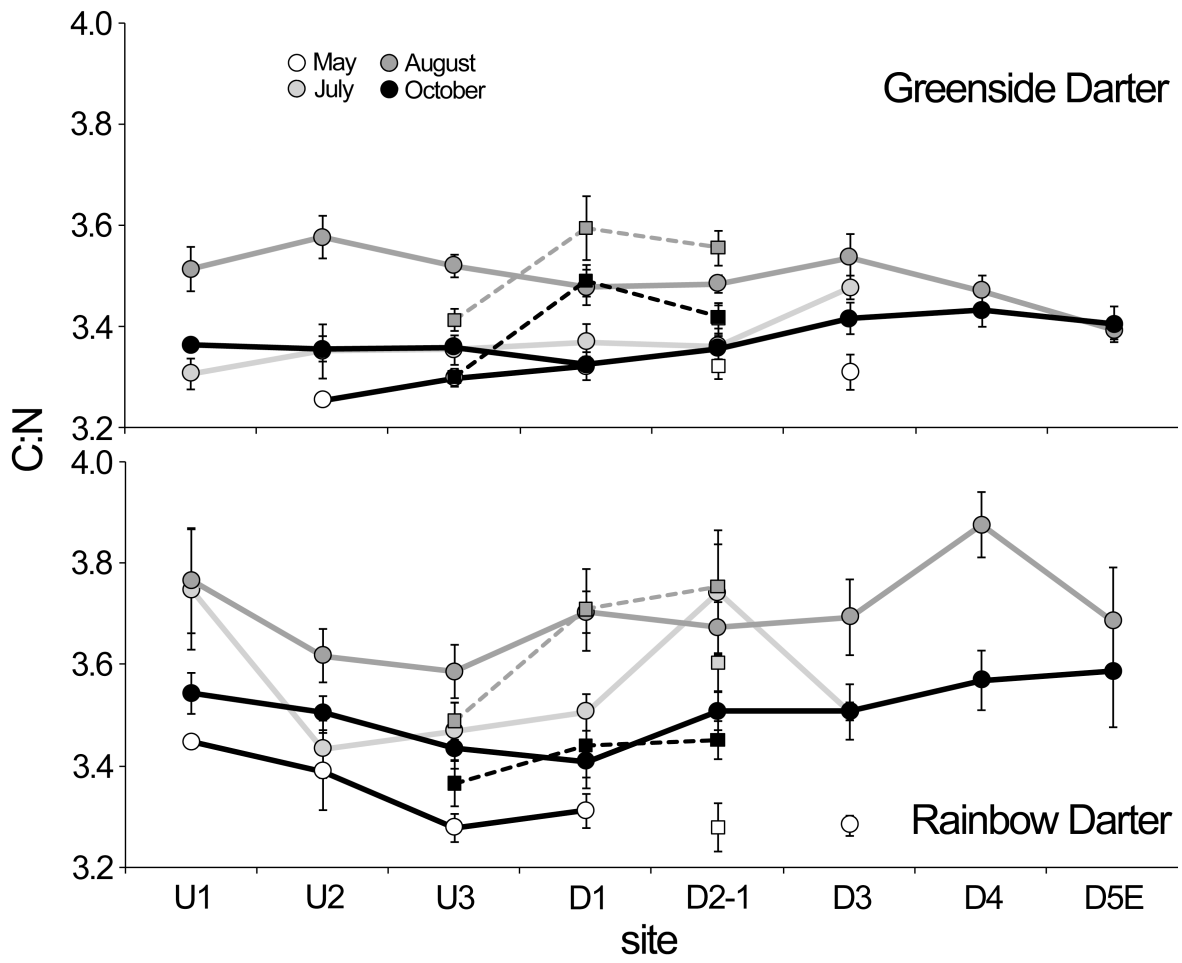 4.0
May August
July October
Greenside Darter
3.8
3.6
3.4
3.2
C:N
4.0
3.8
3.6
3.4
Rainbow Darter
3.2
U1 U2 U3 D1 D2-1 D3 D4 D5E
site